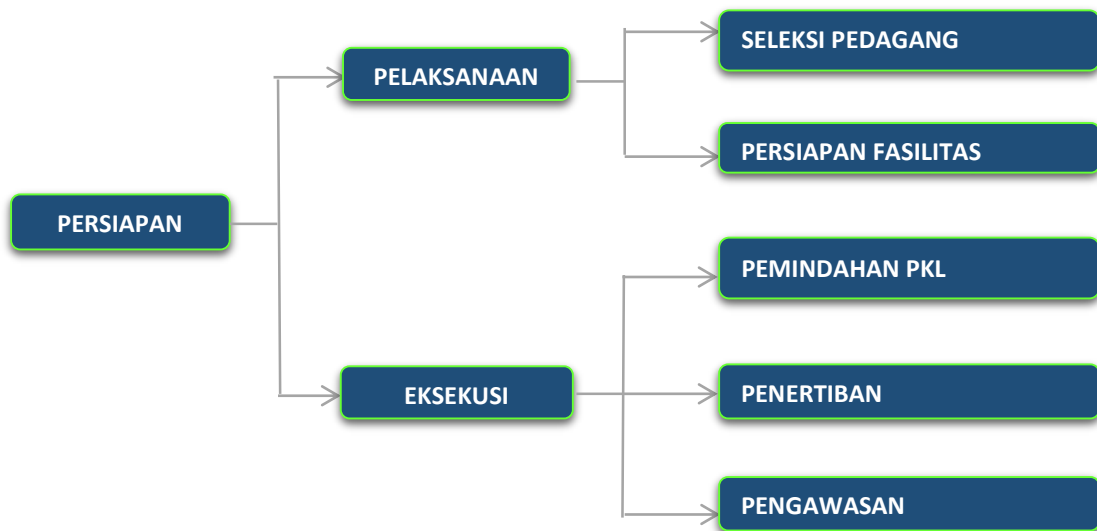 PERSIAPAN
PELAKSANAAN
SELEKSI PEDAGANG
PERSIAPAN FASILITAS
EKSEKUSI
PEMINDAHAN PKL
PENERTIBAN
PENGAWASAN